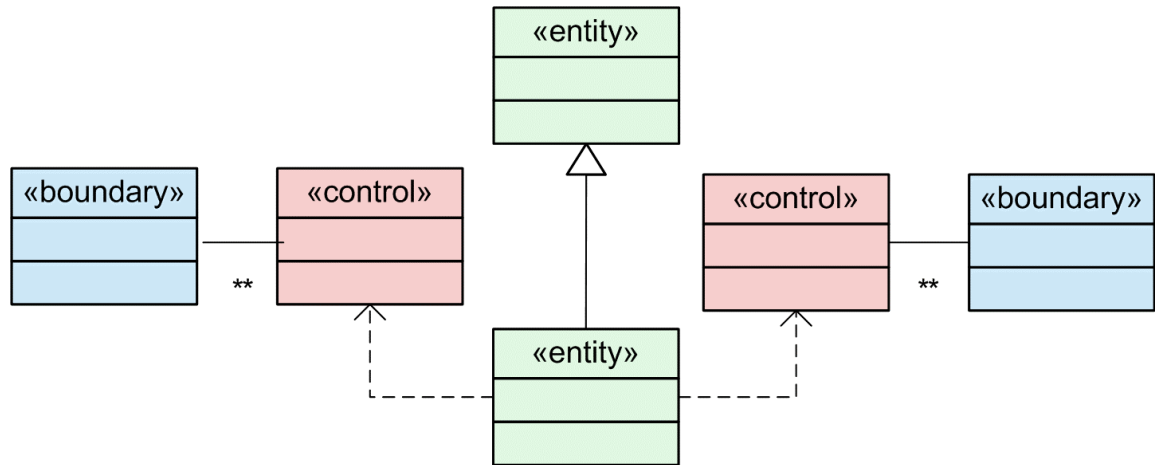 «entity»
«boundary»
«control»
«control»
«boundary»
**
**
«entity»